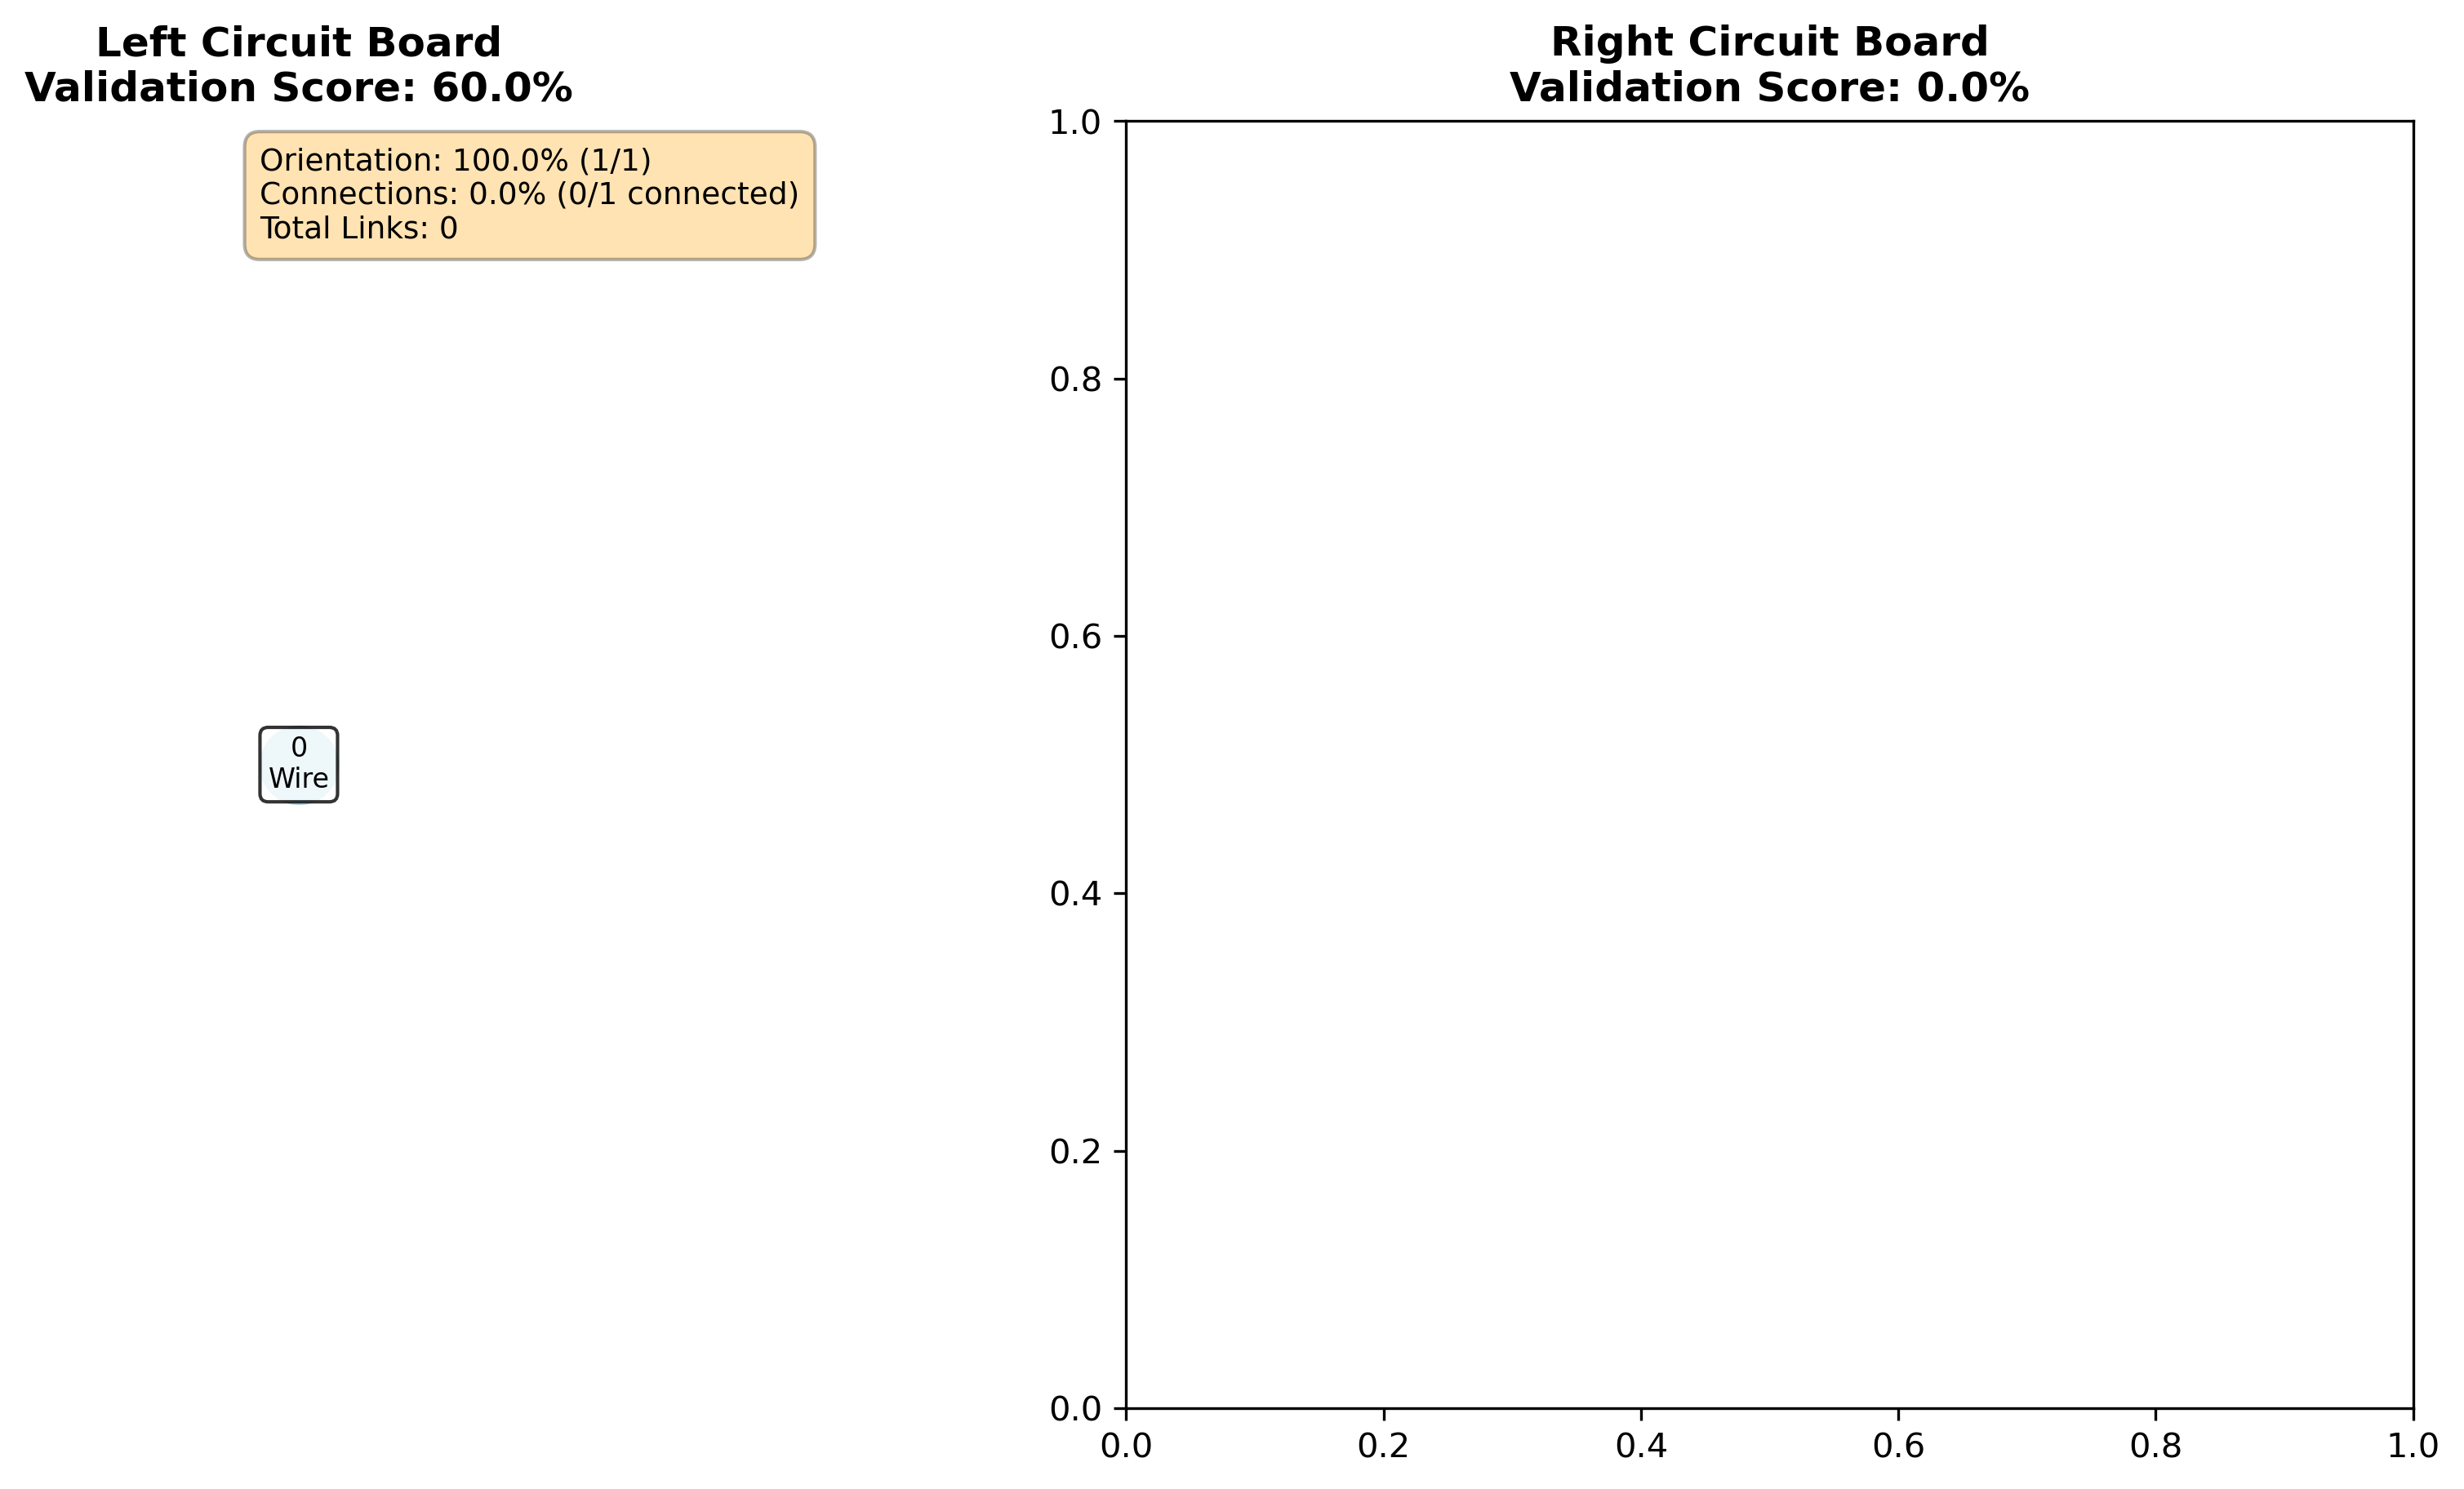 Left Circuit Board
Validation Score: 60.0%
Orientation: 100.0% (1/1)
Connections: 0.0% (0/1 connected)
Total Links: 0
0
Wire
Right Circuit Board
Validation Score: 0.0%
1.0
0.8
0.6
0.4
0.2
0.0
0.0 0.2 0.4 0.6 0.8 1.0